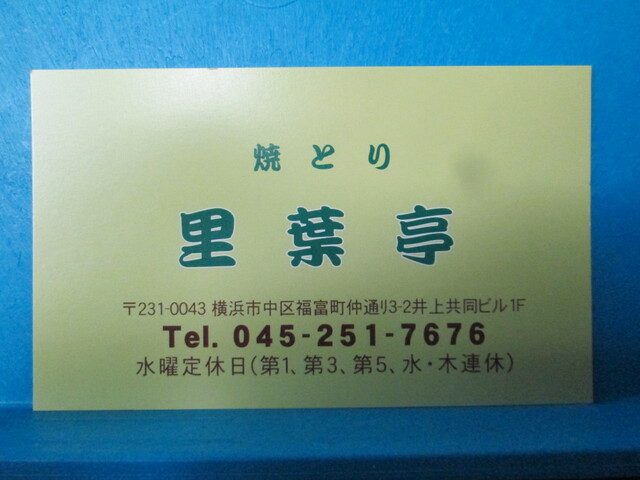 焼とり
里葉亭
〒231-0043 横浜市中区福富町仲通り3-2井上共同ビル1F
Tel. 045-251-7676
水曜定休日(第1、第3、第5、水・木連休)